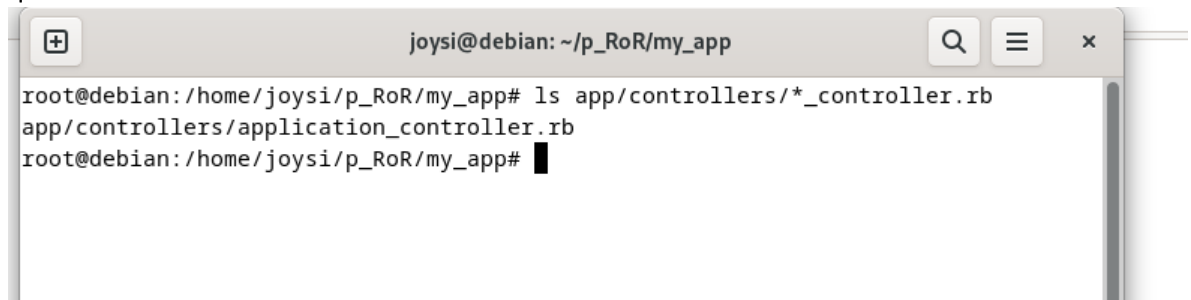 joysi@debian: ~/p_RoR/my_app
root@debian:/home/joysi/p_RoR/my_app# ls app/controllers/*_controller.rb
app/controllers/application_controller.rb
root@debian:/home/joysi/p_RoR/my_app#